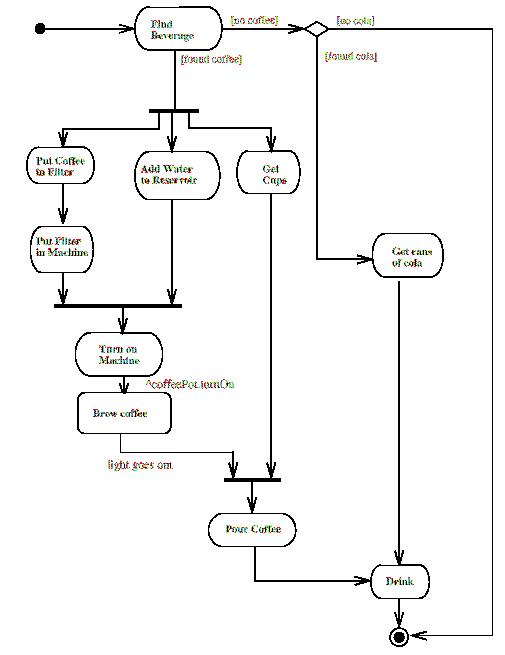 Find
Beverage
[no coffee]
[no cola]
[found coffee]
[found cola]
Put Coffee
in Filter
Add Water
to Reservoir
Get
Cups
Put Filter
in Machine
Get cans
of cola
Turn on
Machine
^coffeePot.turnOn
Brew coffee
light goes out
Pour Coffee
Drink